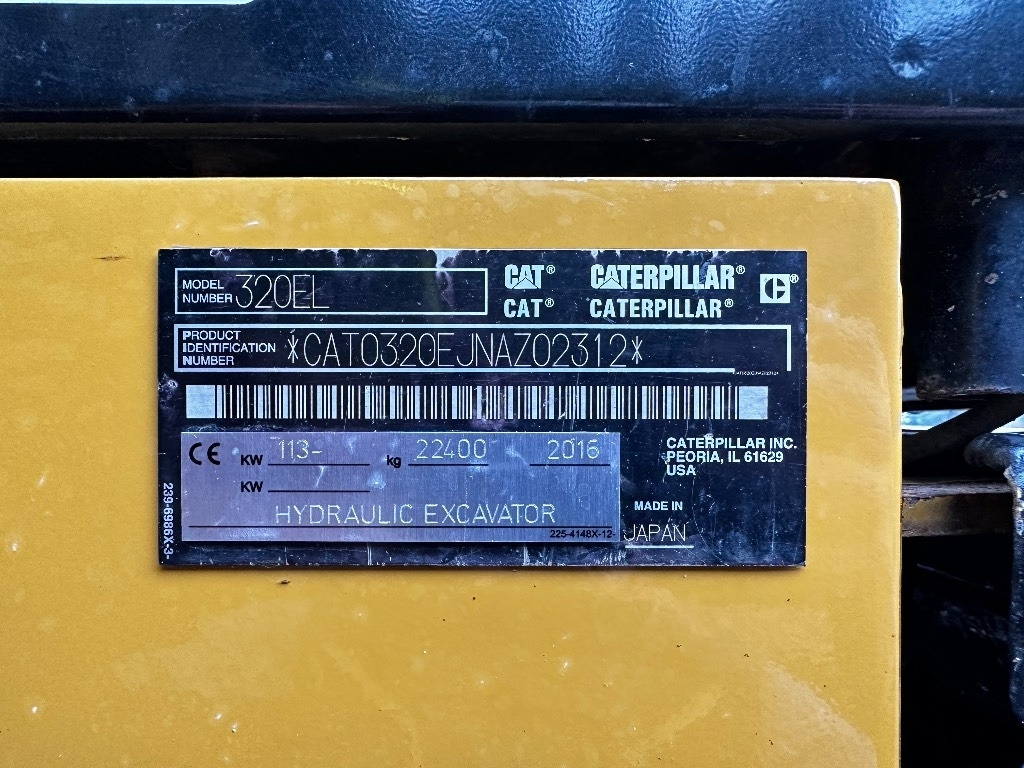 MODEL NUMBER 320EL
CAT® CATERPILLAR®
CAT® CATERPILLAR®
PRODUCT IDENTIFICATION NUMBER *CAT0320EJNAZ02312*
CE KW 113- kg 22400 2016
KW
HYDRAULIC EXCAVATOR
225-4148X-12-
CATERPILLAR INC.
PEORIA, IL 61629
USA
MADE IN
JAPAN
239-6986X-3-